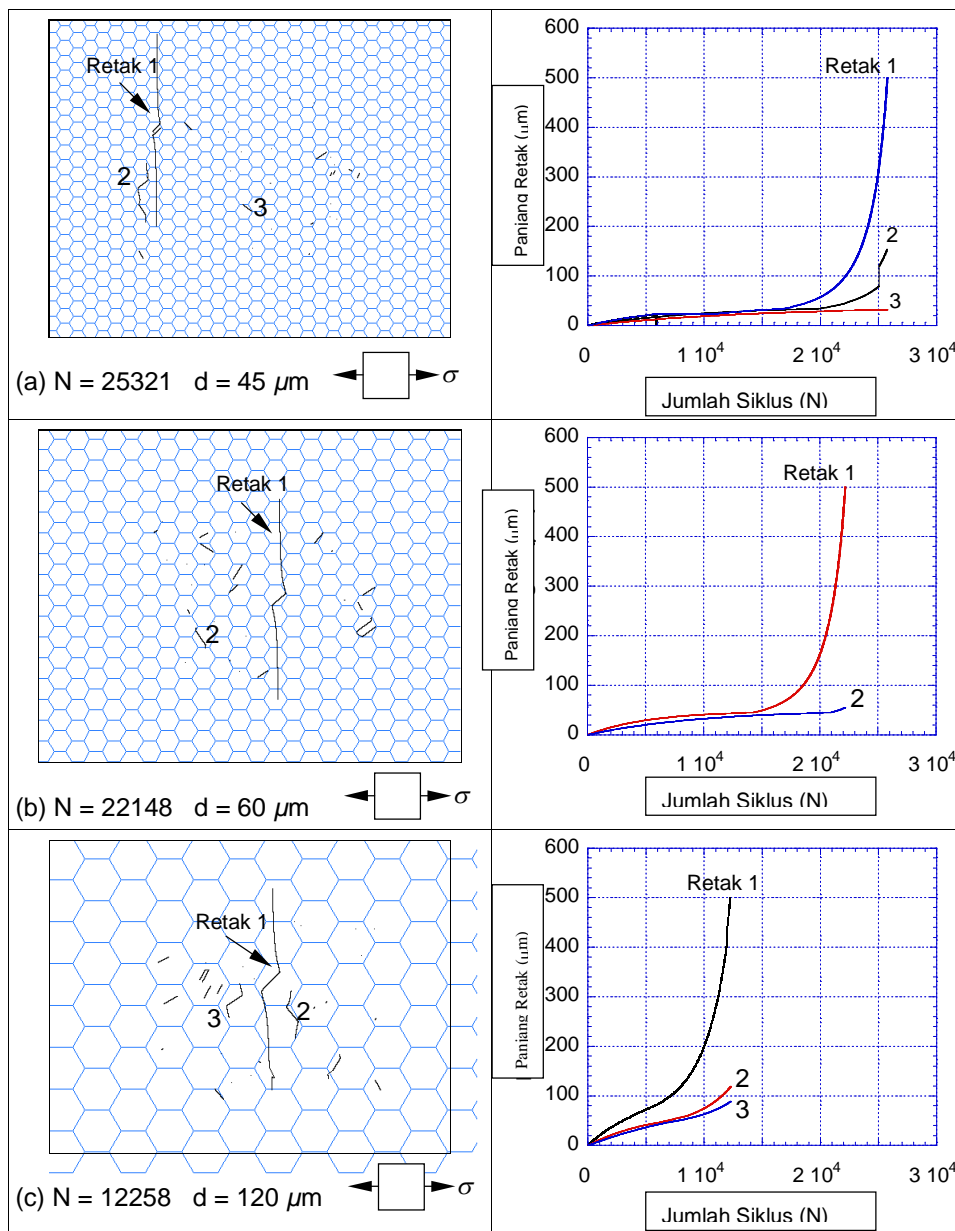 Retak 1
2
3
(a) N = 25321 d = 45 µm
σ
600
500
400
300
200
100
0
Paniang Retak (µm)
Retak 1
2
3
0
1 10⁴
2 10⁴
3 10⁴
Jumlah Siklus (N)
Retak 1
2
(b) N = 22148 d = 60 µm
σ
600
500
400
300
200
100
0
Paniang Retak (µm)
Retak 1
2
0
1 10⁴
2 10⁴
3 10⁴
Jumlah Siklus (N)
Retak 1
3
2
(c) N = 12258 d = 120 µm
σ
600
500
400
300
200
100
0
Paniang Retak (µm)
Retak 1
2
3
0
1 10⁴
2 10⁴
3 10⁴
Jumlah Siklus (N)